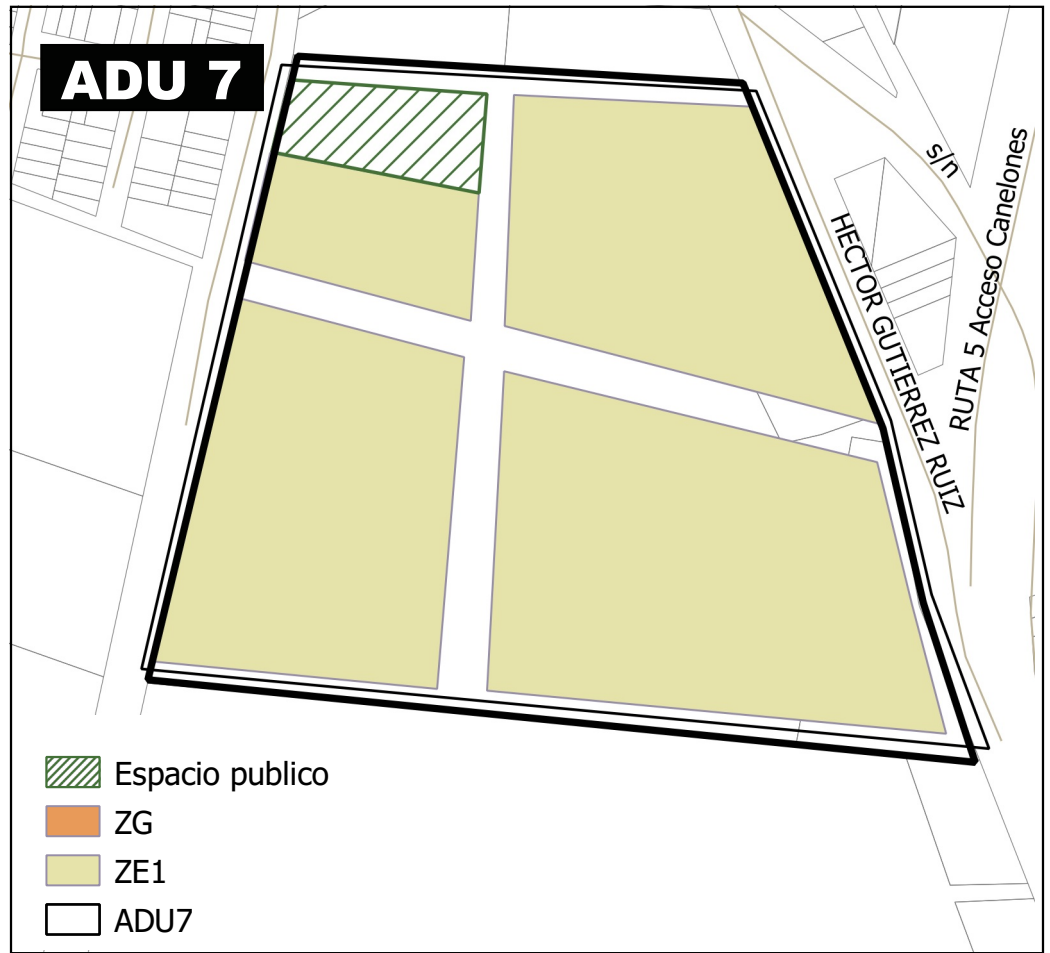 ADU 7
s/n
HECTOR GUTIERREZ RUIZ
RUTA 5 Acceso Canelones
Espacio publico
ZG
ZE1
ADU7